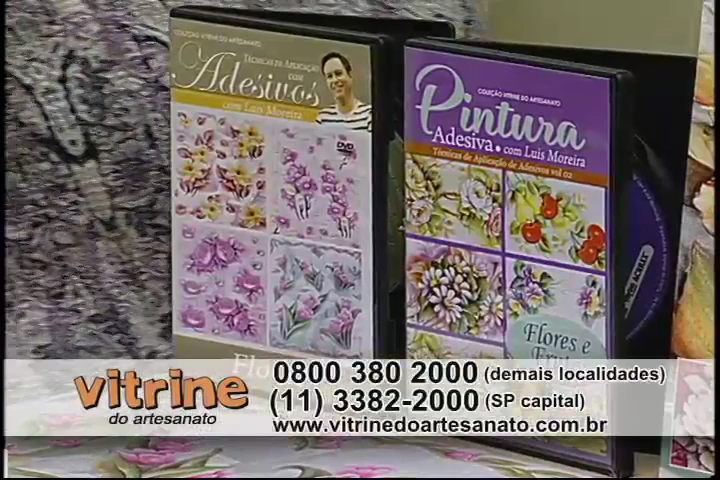 COLEÇÃO VITRINE DO ARTESANATO
TÉCNICAS DE APLICAÇÃO
COM
Adesivos
com Luis Moreira
DVD
COLEÇÃO VITRINE DO ARTESANATO
Pintura
Adesiva. com Luis Moreira
Técnicas de Aplicação de Adesivos vol 02
Flores e
vitrine
do artesanato
0800 380 2000 (demais localidades)
(11) 3382-2000 (SP capital)
www.vitrinedoartesanato.com.br